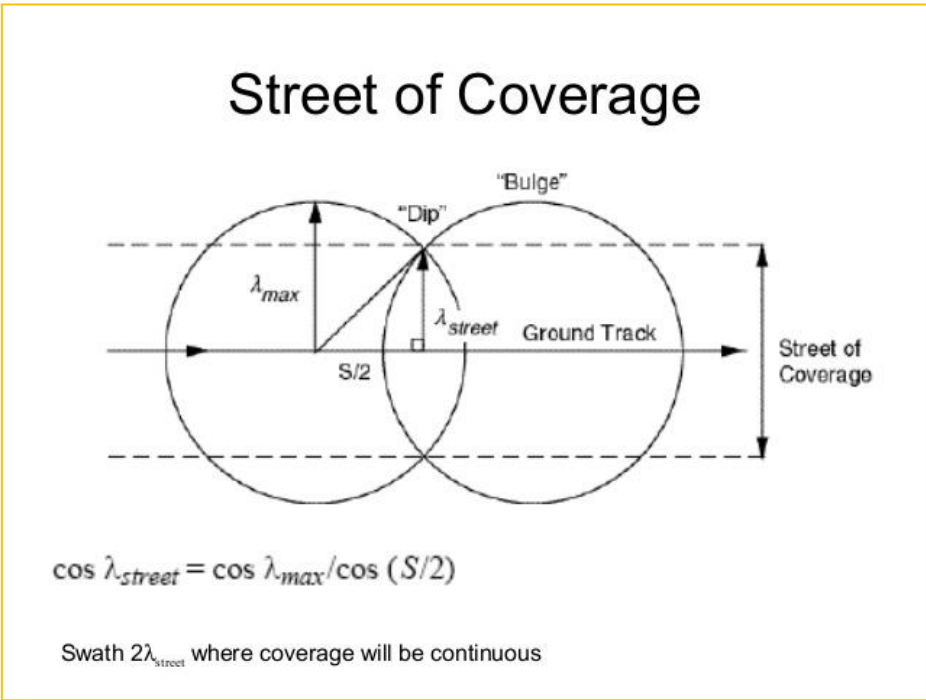 Street of Coverage
"Bulge"
"Dip"
λmax
λstreet
Ground Track
S/2
Street of
Coverage
cos λstreet = cos λmax/cos (S/2)
Swath 2λstreet where coverage will be continuous